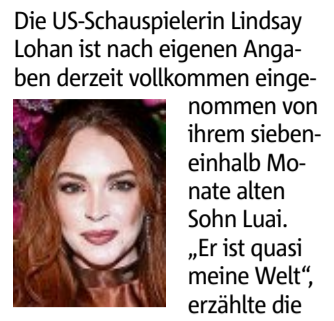 Die US-Schauspielerin Lindsay
Lohan ist nach eigenen Anga-
ben derzeit vollkommen einge-
nommen von
ihrem sieben-
einhalb Mo-
nate alten
Sohn Luai.
„Er ist quasi
meine Welt“,
erzählte die